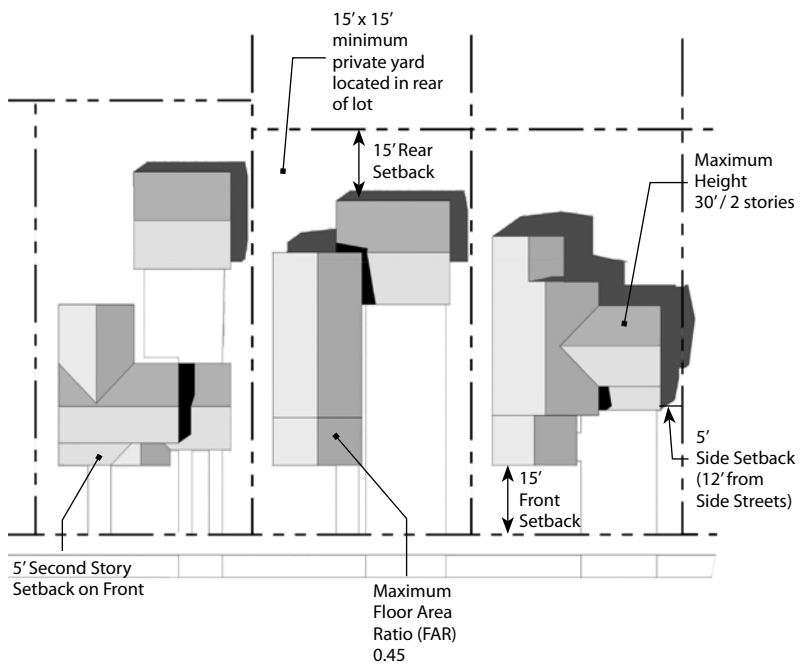 15’ x 15’
minimum
private yard
located in rear
of lot
15’ Rear
Setback
Maximum
Height
30’ / 2 stories
5’
Side Setback
(12’ from
Side Streets)
15’
Front
Setback
5’ Second Story
Setback on Front
Maximum
Floor Area
Ratio (FAR)
0.45